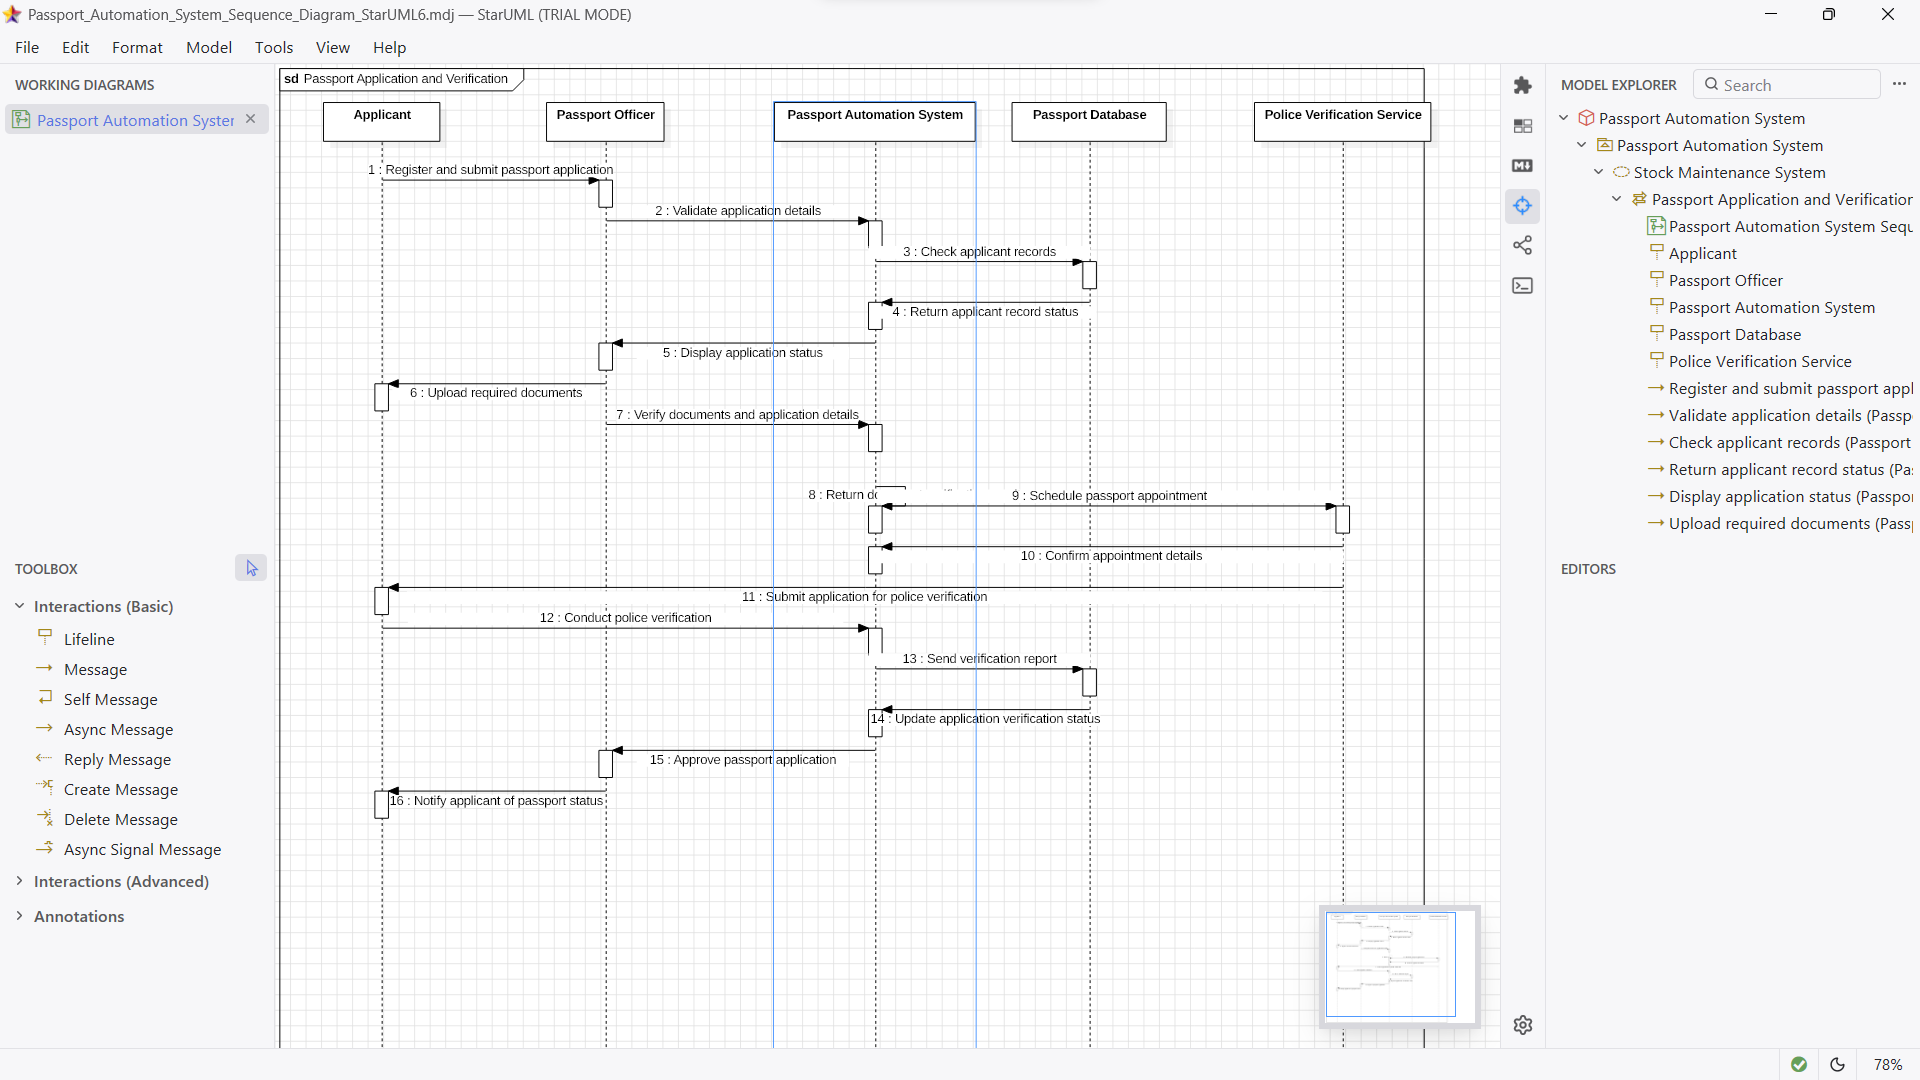 Passport_Automation_System_Sequence_Diagram_StarUML6.mdj — StarUML (TRIAL MODE)
File Edit Format Model Tools View Help
WORKING DIAGRAMS
Passport Automation Syster
sd Passport Application and Verification
Applicant
Passport Officer
Passport Automation System
Passport Database
Police Verification Service
1 : Register and submit passport application
2 : Validate application details
3 : Check applicant records
4 : Return applicant record status
5 : Display application status
6 : Upload required documents
7 : Verify documents and application details
8 : Return
9 : Schedule passport appointment
10 : Confirm appointment details
11 : Submit application for police verification
12 : Conduct police verification
13 : Send verification report
14 : Update application verification status
15 : Approve passport application
16 : Notify applicant of passport status
TOOLBOX
Interactions (Basic)
Lifeline
Message
Self Message
Async Message
Reply Message
Create Message
Delete Message
Async Signal Message
Interactions (Advanced)
Annotations
MODEL EXPLORER
Search
Passport Automation System
Passport Automation System
Stock Maintenance System
Passport Application and Verification
Passport Automation System Sequ
Applicant
Passport Officer
Passport Automation System
Passport Database
Police Verification Service
Register and submit passport appl
Validate application details (Passp
Check applicant records (Passport
Return applicant record status (Pa
Display application status (Passpo
Upload required documents (Pass
EDITORS
78%